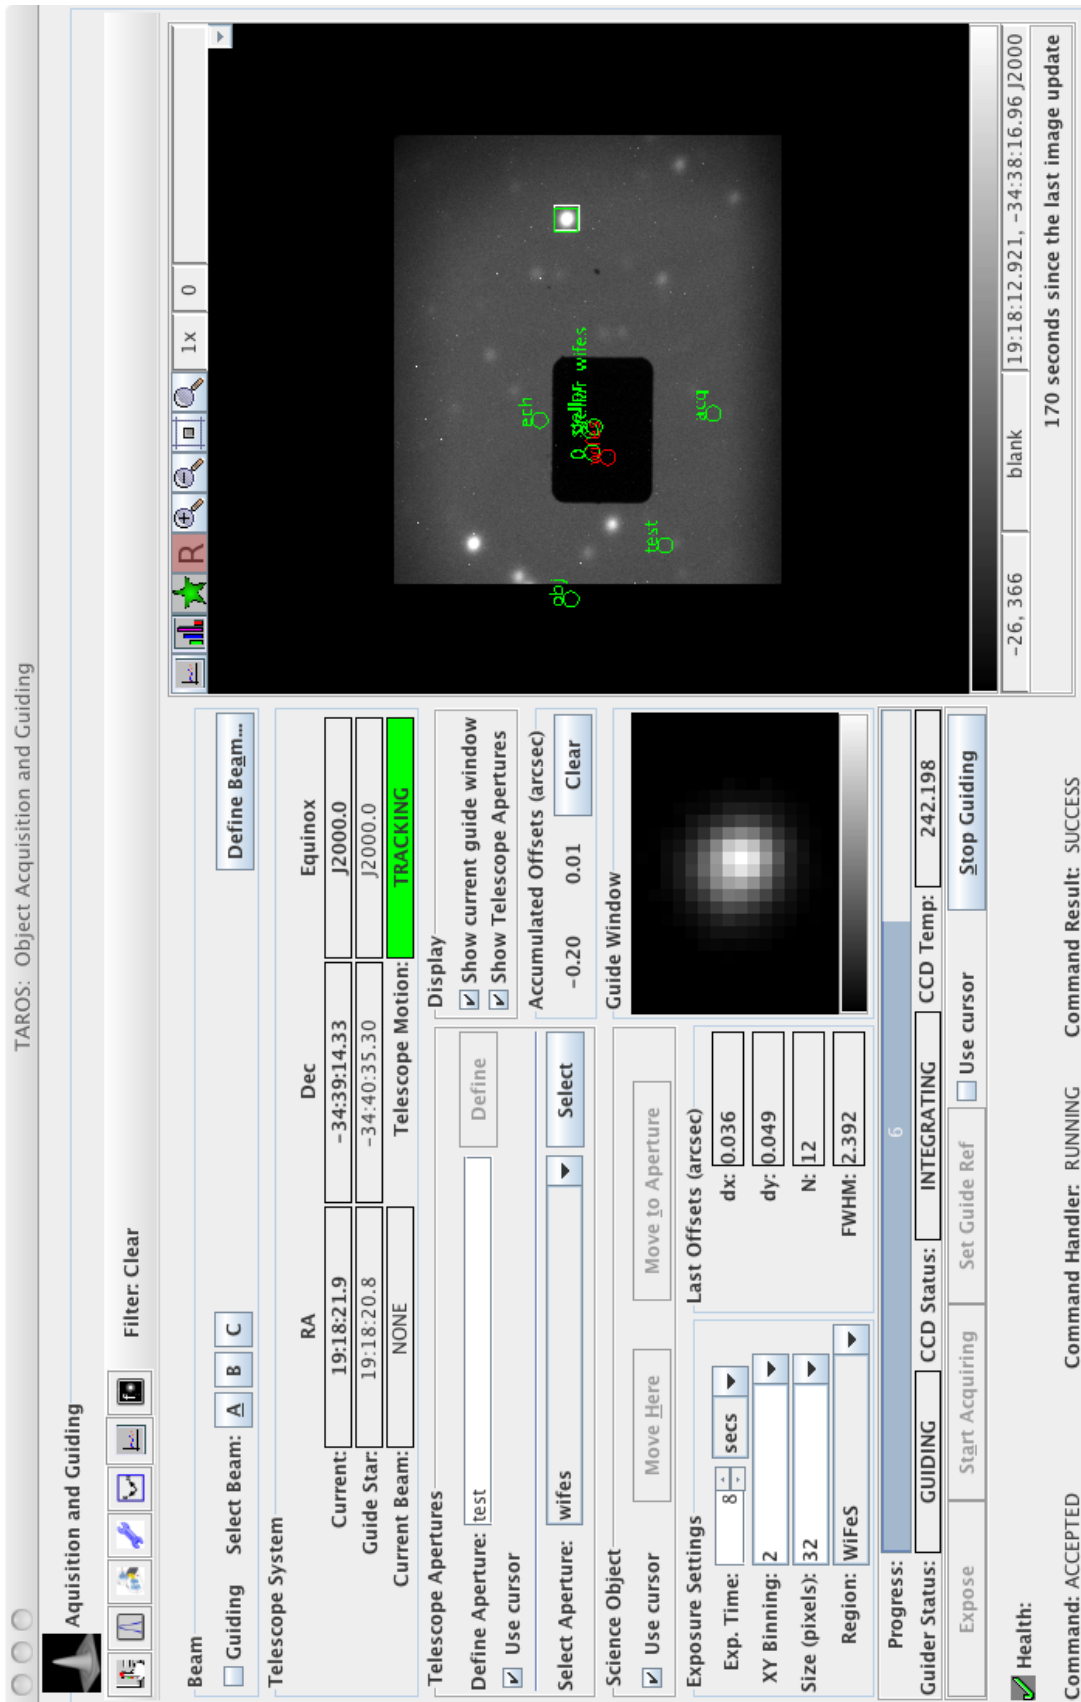 TAROS: Object Acquisition and Guiding
Aquisition and Guiding
Filter: Clear
Beam
Guiding Select Beam: A B C Define Beam...
Telescope System
RA Dec Equinox
Current: 19:18:21.9 -34:39:14.33 J2000.0
Guide Star: 19:18:20.8 -34:40:35.30 J2000.0
Current Beam: NONE Telescope Motion: TRACKING
Telescope Apertures
Define Aperture: test Define
Use cursor
Select Aperture: wifes Select
Display
Show current guide window
Show Telescope Apertures
Accumulated Offsets (arcsec)
-0.20 0.01 Clear
Science Object
Use cursor Move Here Move to Aperture
Exposure Settings
Exp. Time: 8 secs
XY Binning: 2
Size (pixels): 32
Region: WiFeS
Last Offsets (arcsec)
dx: 0.036
dy: 0.049
N: 12
FWHM: 2.392
Guide Window
Progress: 6
Guider Status: GUIDING CCD Status: INTEGRATING CCD Temp: 242.198
Expose Start Acquiring Set Guide Ref Use cursor Stop Guiding
Health:
Command: ACCEPTED Command Handler: RUNNING Command Result: SUCCESS
R 1x 0
obj
test
ech
wifes
acq
-26, 366 blank 19:18:12.921, -34:38:16.96 J2000
170 seconds since the last image update